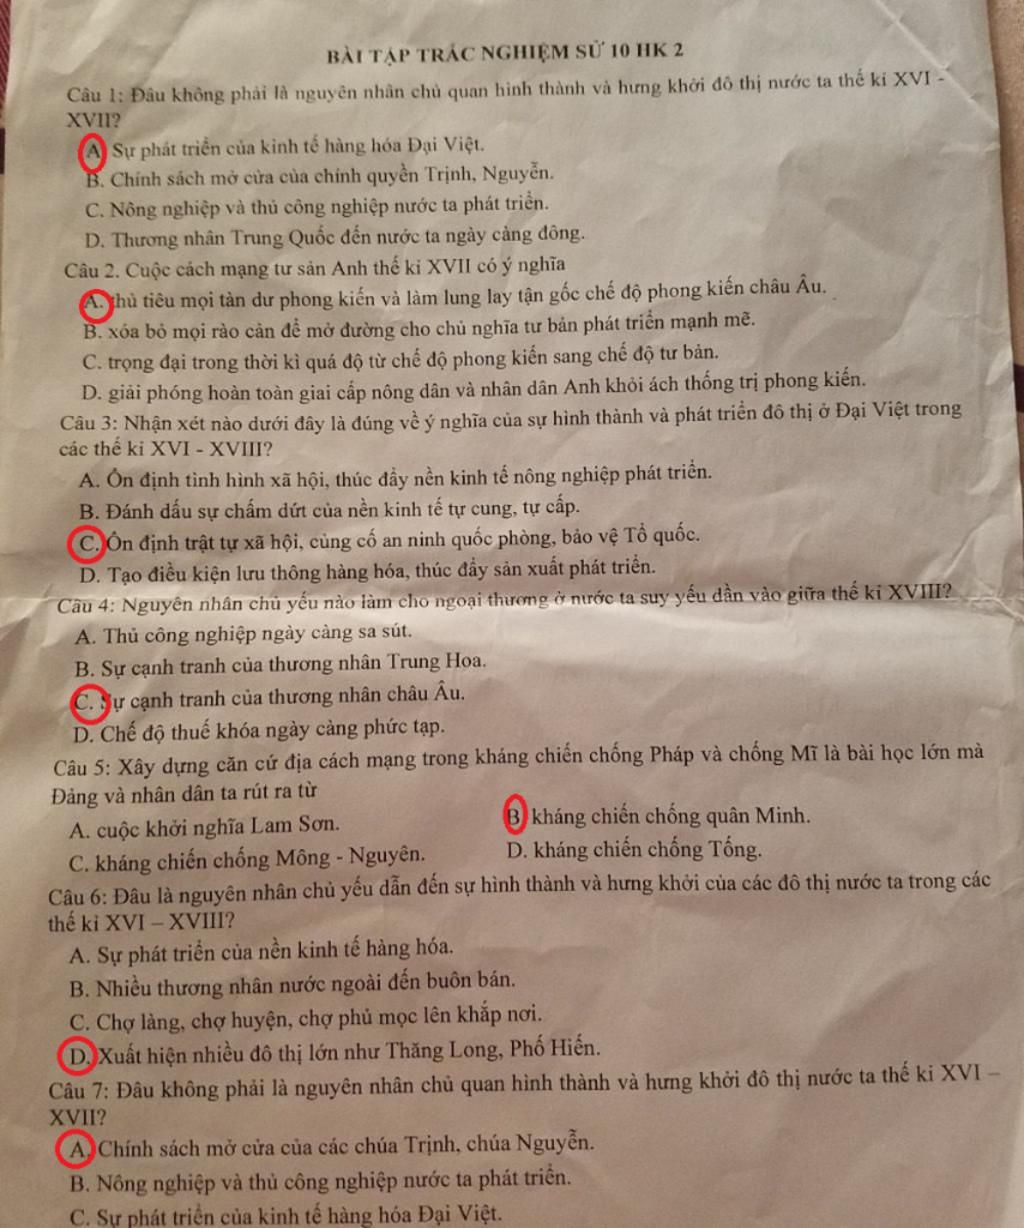 BÀI TẬP TRẮC NGHIỆM SỬ 10 HK 2
Câu 1: Đâu không phải là nguyên nhân chủ quan hình thành và hưng khởi đô thị nước ta thế kỉ XVI -
XVII?
A. Sự phát triển của kinh tế hàng hóa Đại Việt.
B. Chính sách mở cửa của chính quyền Trịnh, Nguyễn.
C. Nông nghiệp và thủ công nghiệp nước ta phát triển.
D. Thương nhân Trung Quốc đến nước ta ngày càng đông.
Câu 2. Cuộc cách mạng tư sản Anh thế kỉ XVII có ý nghĩa
A. thủ tiêu mọi tàn dư phong kiến và làm lung lay tận gốc chế độ phong kiến châu Âu.
B. xóa bỏ mọi rào cản để mở đường cho chủ nghĩa tư bản phát triển mạnh mẽ.
C. trọng đại trong thời kì quá độ từ chế độ phong kiến sang chế độ tư bản.
D. giải phóng hoàn toàn giai cấp nông dân và nhân dân Anh khỏi ách thống trị phong kiến.
Câu 3: Nhận xét nào dưới đây là đúng về ý nghĩa của sự hình thành và phát triển đô thị ở Đại Việt trong
các thế kỉ XVI - XVIII?
A. Ổn định tình hình xã hội, thúc đẩy nền kinh tế nông nghiệp phát triển.
B. Đánh dấu sự chấm dứt của nền kinh tế tự cung, tự cấp.
C. Ổn định trật tự xã hội, củng cố an ninh quốc phòng, bảo vệ Tổ quốc.
D. Tạo điều kiện lưu thông hàng hóa, thúc đẩy sản xuất phát triển.
Câu 4: Nguyên nhân chủ yếu nào làm cho ngoại thương ở nước ta suy yếu dần vào giữa thế kỉ XVIII?
A. Thủ công nghiệp ngày càng sa sút.
B. Sự cạnh tranh của thương nhân Trung Hoa.
C. Sự cạnh tranh của thương nhân châu Âu.
D. Chế độ thuế khóa ngày càng phức tạp.
Câu 5: Xây dựng căn cứ địa cách mạng trong kháng chiến chống Pháp và chống Mĩ là bài học lớn mà
Đảng và nhân dân ta rút ra từ
A. cuộc khởi nghĩa Lam Sơn. B. kháng chiến chống quân Minh.
C. kháng chiến chống Mông - Nguyên. D. kháng chiến chống Tống.
Câu 6: Đâu là nguyên nhân chủ yếu dẫn đến sự hình thành và hưng khởi của các đô thị nước ta trong các
thế kỉ XVI – XVIII?
A. Sự phát triển của nền kinh tế hàng hóa.
B. Nhiều thương nhân nước ngoài đến buôn bán.
C. Chợ làng, chợ huyện, chợ phủ mọc lên khắp nơi.
D. Xuất hiện nhiều đô thị lớn như Thăng Long, Phố Hiến.
Câu 7: Đâu không phải là nguyên nhân chủ quan hình thành và hưng khởi đô thị nước ta thế kỉ XVI –
XVII?
A. Chính sách mở cửa của các chúa Trịnh, chúa Nguyễn.
B. Nông nghiệp và thủ công nghiệp nước ta phát triển.
C. Sự phát triển của kinh tế hàng hóa Đại Việt.